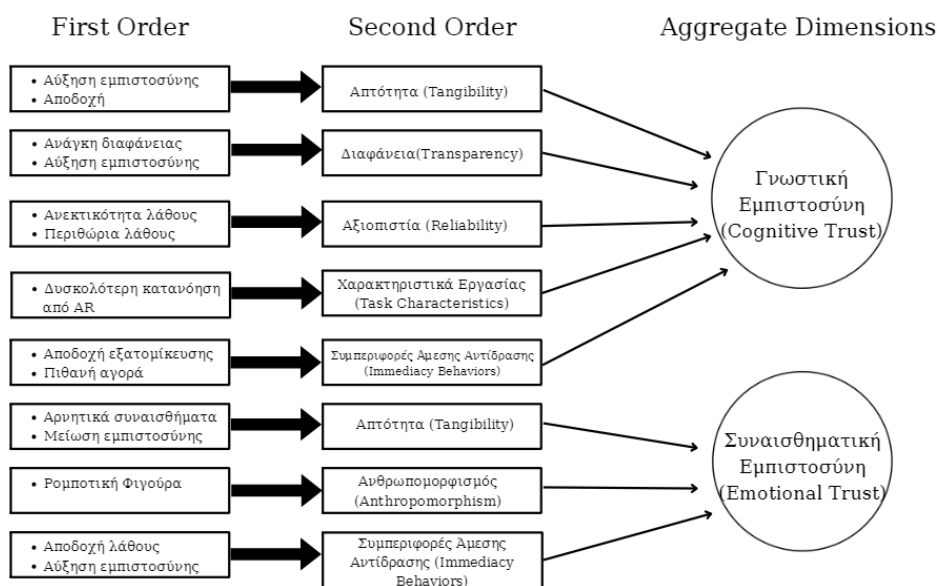 First Order
Second Order
Aggregate Dimensions
• Αύξηση εμπιστοσύνης
• Αποδοχή
Απτότητα (Tangibility)
• Ανάγκη διαφάνειας
• Αύξηση εμπιστοσύνης
Διαφάνεια(Transparency)
• Ανεκτικότητα λάθους
• Περιθώρια λάθους
Αξιοπιστία (Reliability)
• Δυσκολότερη κατανόηση
από AR
Χαρακτηριστικά Εργασίας
(Task Characteristics)
• Αποδοχή εξατομίκευσης
• Πιθανή αγορά
Συμπεριφορές Άμεσης Αντίδρασης
(Immediacy Behaviors)
Γνωστική
Εμπιστοσύνη
(Cognitive Trust)
• Αρνητικά συναισθήματα
• Μείωση εμπιστοσύνης
Απτότητα (Tangibility)
• Ρομποτική Φιγούρα
Ανθρωπομορφισμός
(Anthropomorphism)
• Αποδοχή λάθους
• Αύξηση εμπιστοσύνης
Συμπεριφορές Άμεσης
Αντίδρασης (Immediacy
Behaviors)
Συναισθηματική
Εμπιστοσύνη
(Emotional Trust)